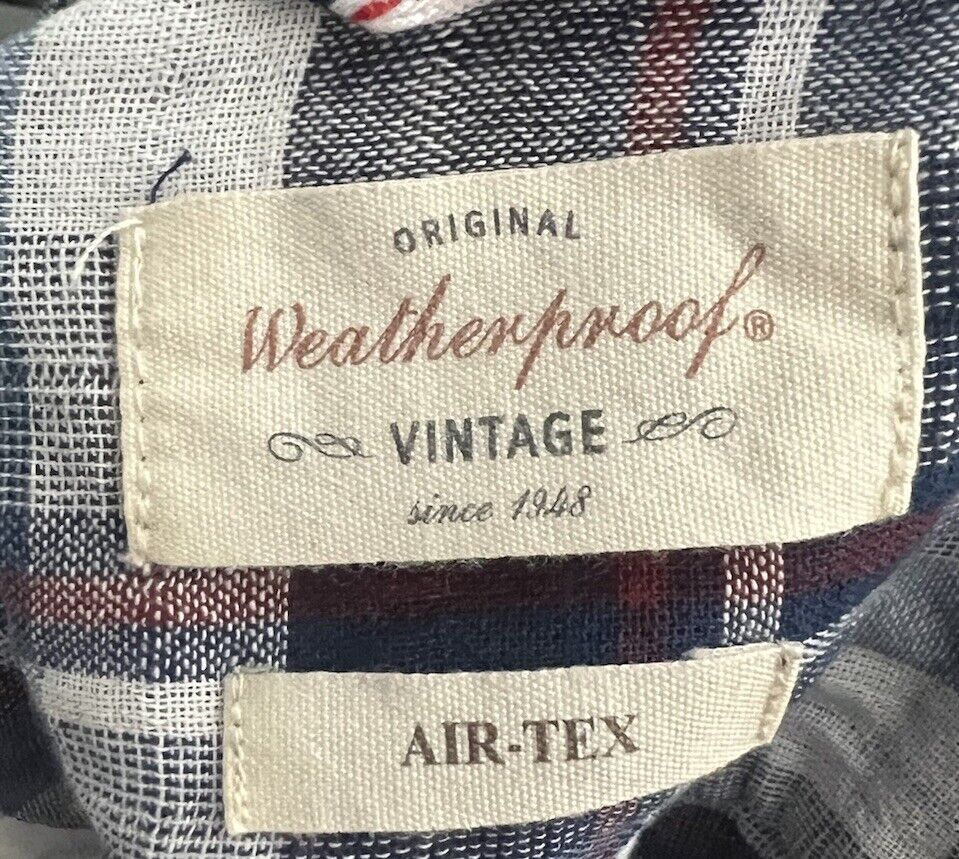 ORIGINAL
Weatherproof®
VINTAGE
since 1948
AIR-TEX